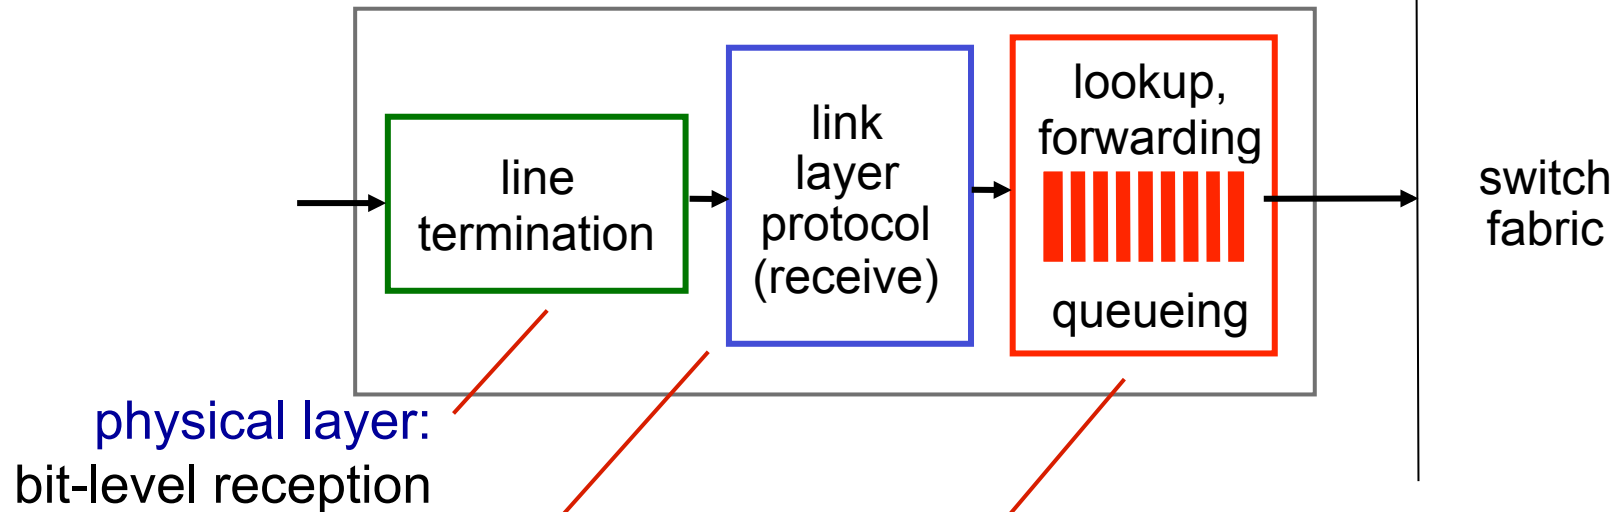 line
termination
link
layer
protocol
(receive)
lookup,
forwarding
queueing
switch
fabric
physical layer:
bit-level reception